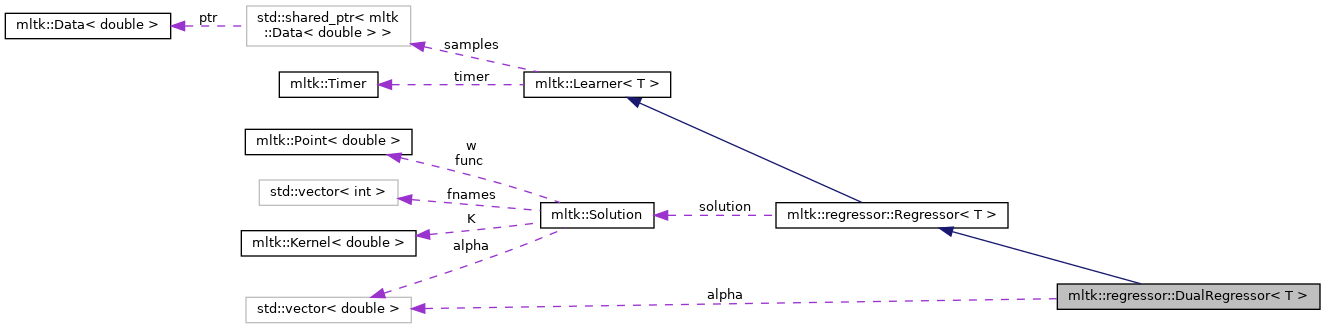 mltk::Data< double >
ptr
std::shared_ptr< mltk
::Data< double > >
samples
mltk::Timer
timer
mltk::Learner< T >
mltk::Point< double >
w
func
std::vector< int >
fnames
mltk::Solution
solution
mltk::regressor::Regressor< T >
K
mltk::Kernel< double >
alpha
std::vector< double >
alpha
mltk::regressor::DualRegressor< T >